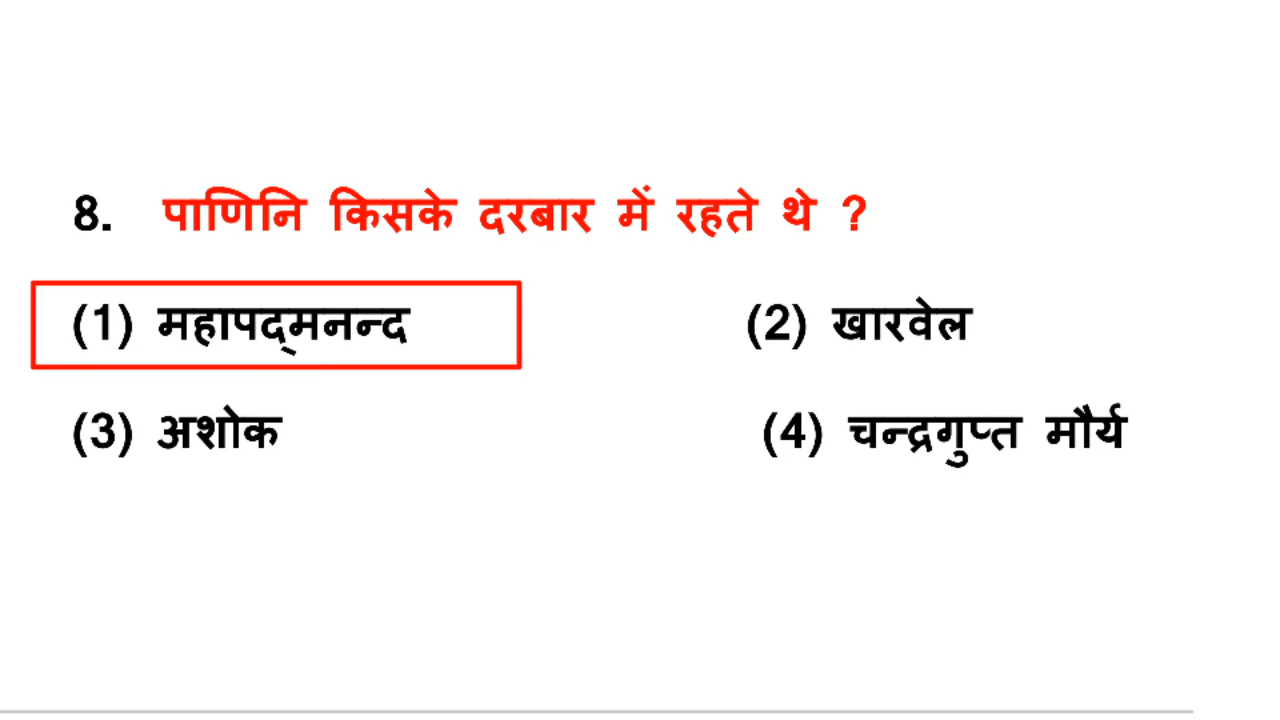 8. पाणिनि किसके दरबार में रहते थे ?
(1) महापद्मनन्द (2) खारवेल
(3) अशोक (4) चन्द्रगुप्त मौर्य